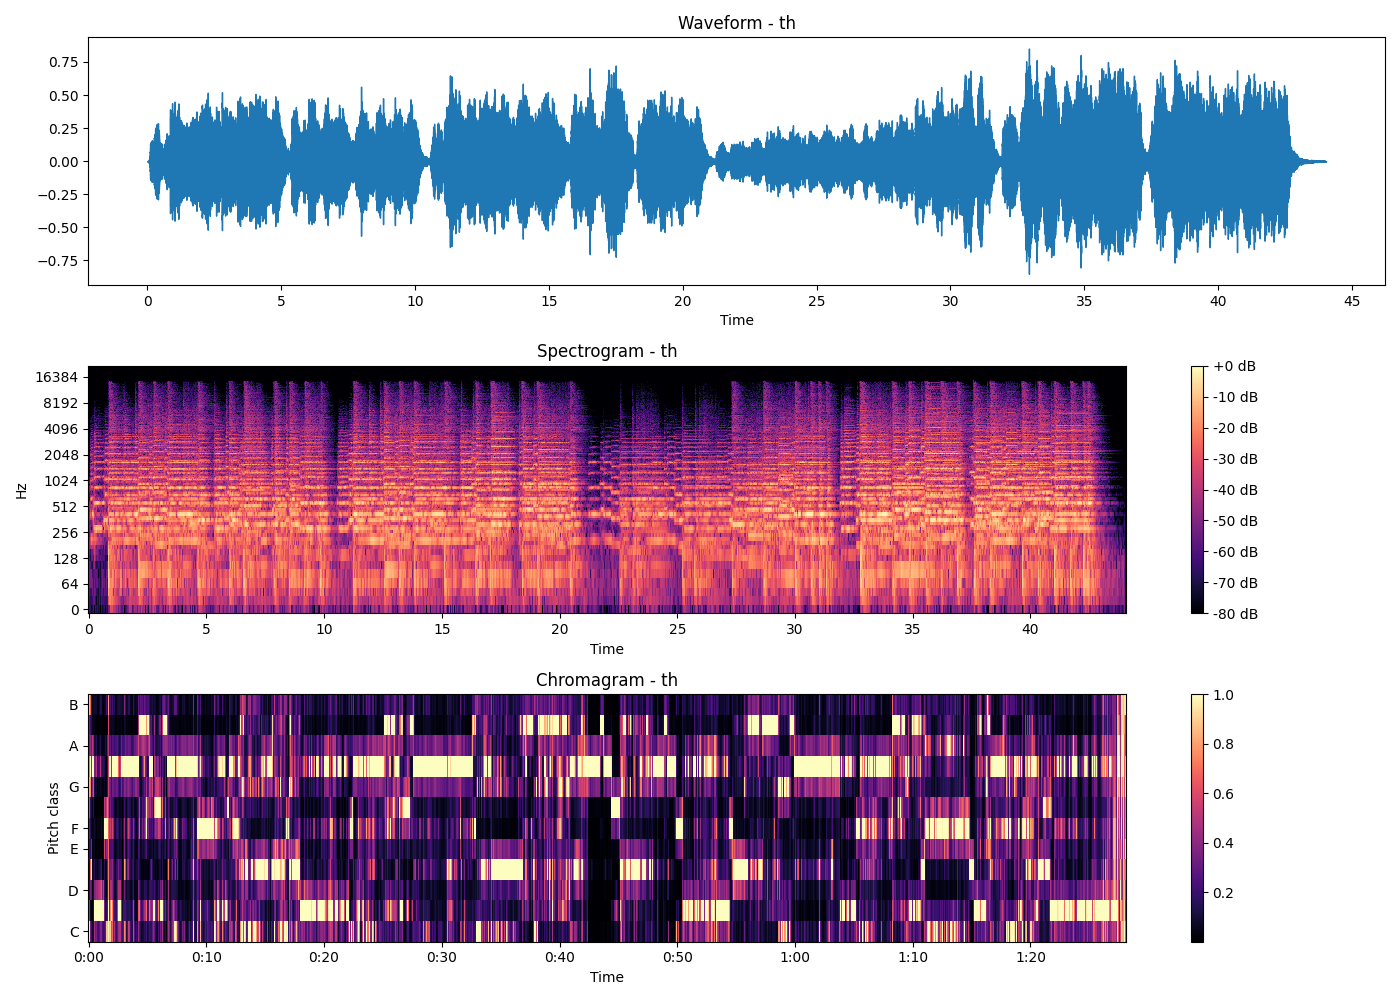 Waveform - th
0.75
0.50
0.25
0.00
−0.25
−0.50
−0.75
0 5 10 15 20 25 30 35 40 45
Time
Spectrogram - th
Hz
16384
8192
4096
2048
1024
512
256
128
64
0
0 5 10 15 20 25 30 35 40
Time
+0 dB
-10 dB
-20 dB
-30 dB
-40 dB
-50 dB
-60 dB
-70 dB
-80 dB
Chromagram - th
Pitch class
B
A
G
F
E
D
C
0:00 0:10 0:20 0:30 0:40 0:50 1:00 1:10 1:20
Time
1.0
0.8
0.6
0.4
0.2